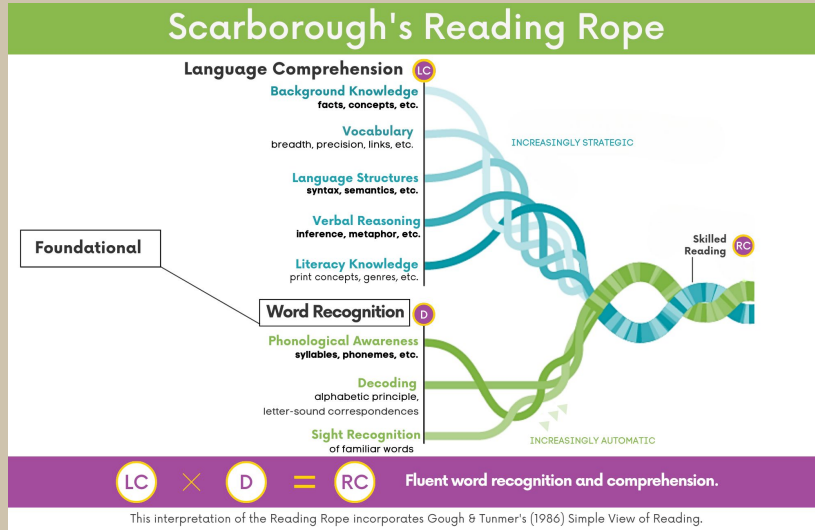 Scarborough's Reading Rope
Language Comprehension LC
Background Knowledge
facts, concepts, etc.
Vocabulary
breadth, precision, links, etc.
INCREASINGLY STRATEGIC
Language Structures
syntax, semantics, etc.
Verbal Reasoning
inference, metaphor, etc.
Foundational
Skilled
Reading RC
Literacy Knowledge
print concepts, genres, etc.
Word Recognition D
Phonological Awareness
syllables, phonemes, etc.
Decoding
alphabetic principle,
letter-sound correspondences
Sight Recognition
of familiar words
INCREASINGLY AUTOMATIC
LC × D = RC Fluent word recognition and comprehension.
This interpretation of the Reading Rope incorporates Gough & Tunmer's (1986) Simple View of Reading.